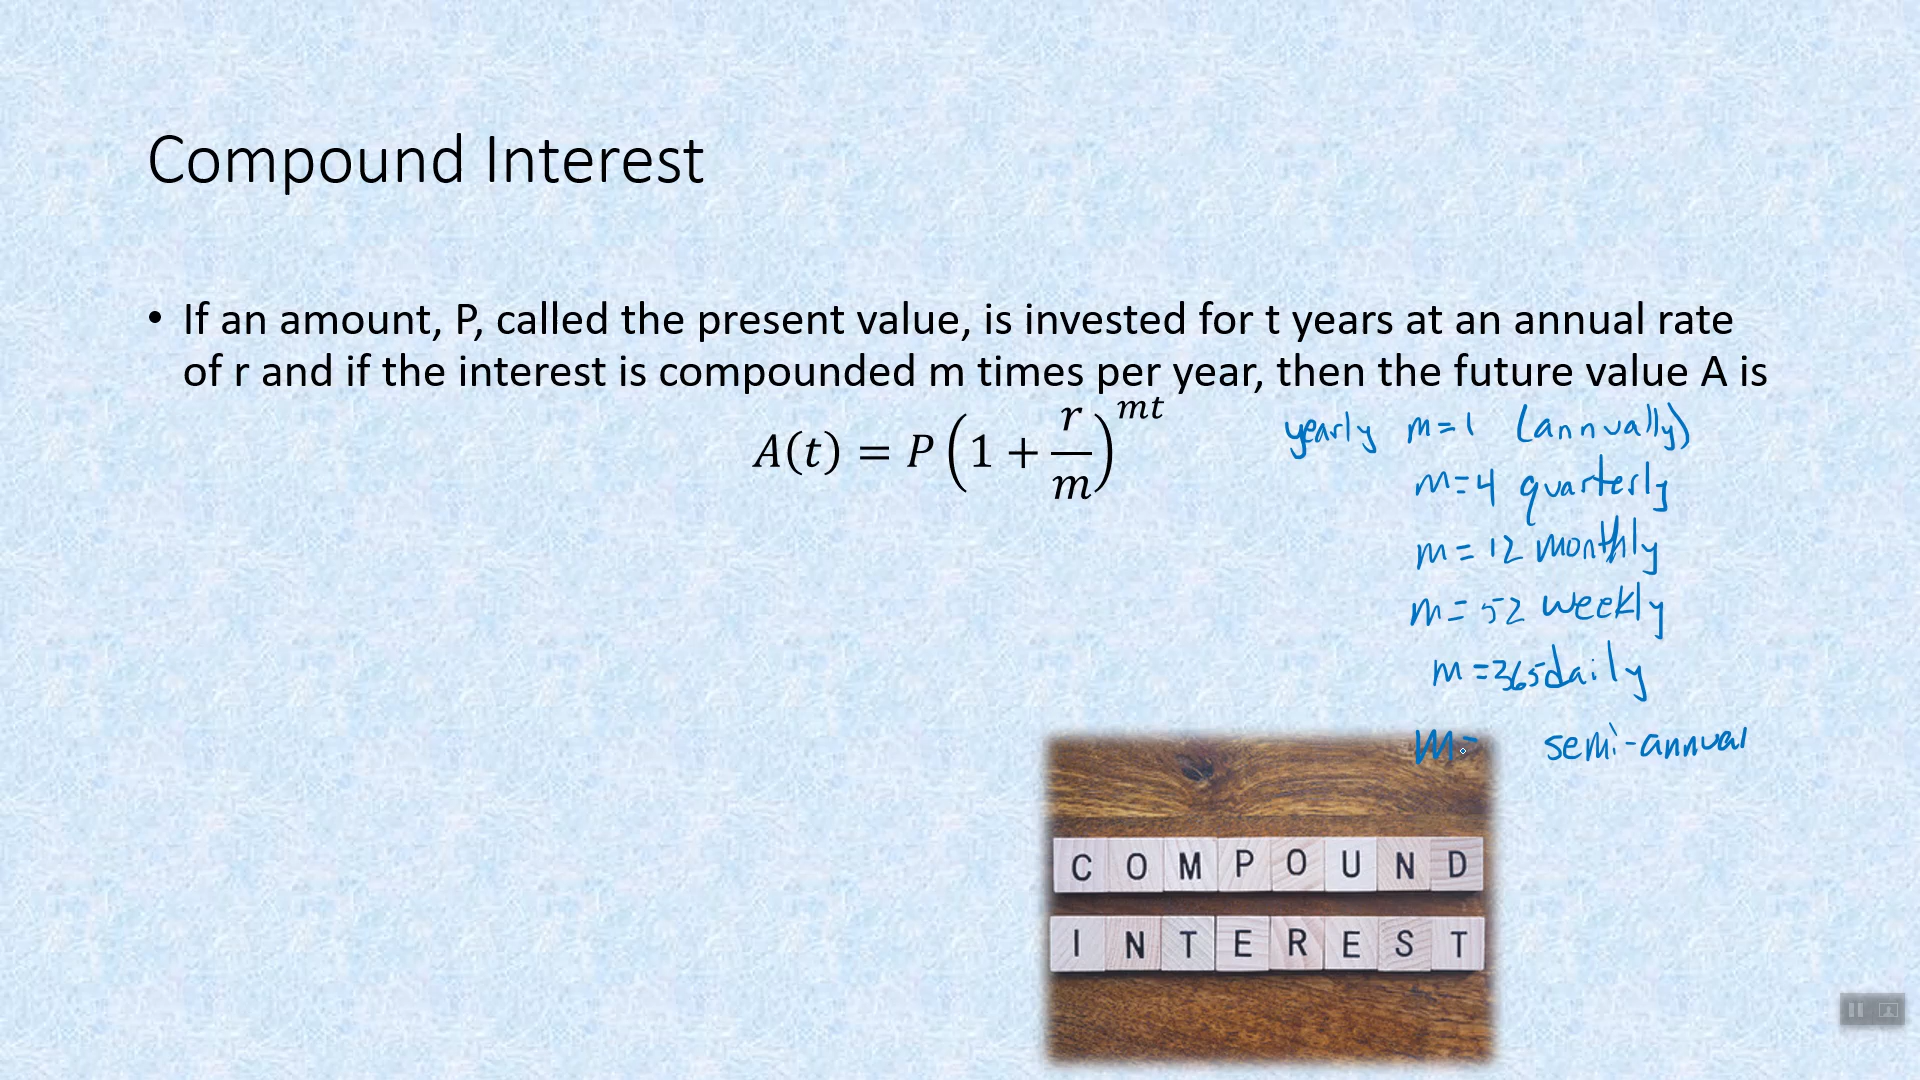 Compound Interest
• If an amount, P, called the present value, is invested for t years at an annual rate
of r and if the interest is compounded m times per year, then the future value A is
A(t) = P(1 + r/m)^mt
yearly m=1 (annually)
m=4 quarterly
m=12 monthly
m=52 weekly
m=365 daily
m= semi-annual
COMPOUND
INTEREST